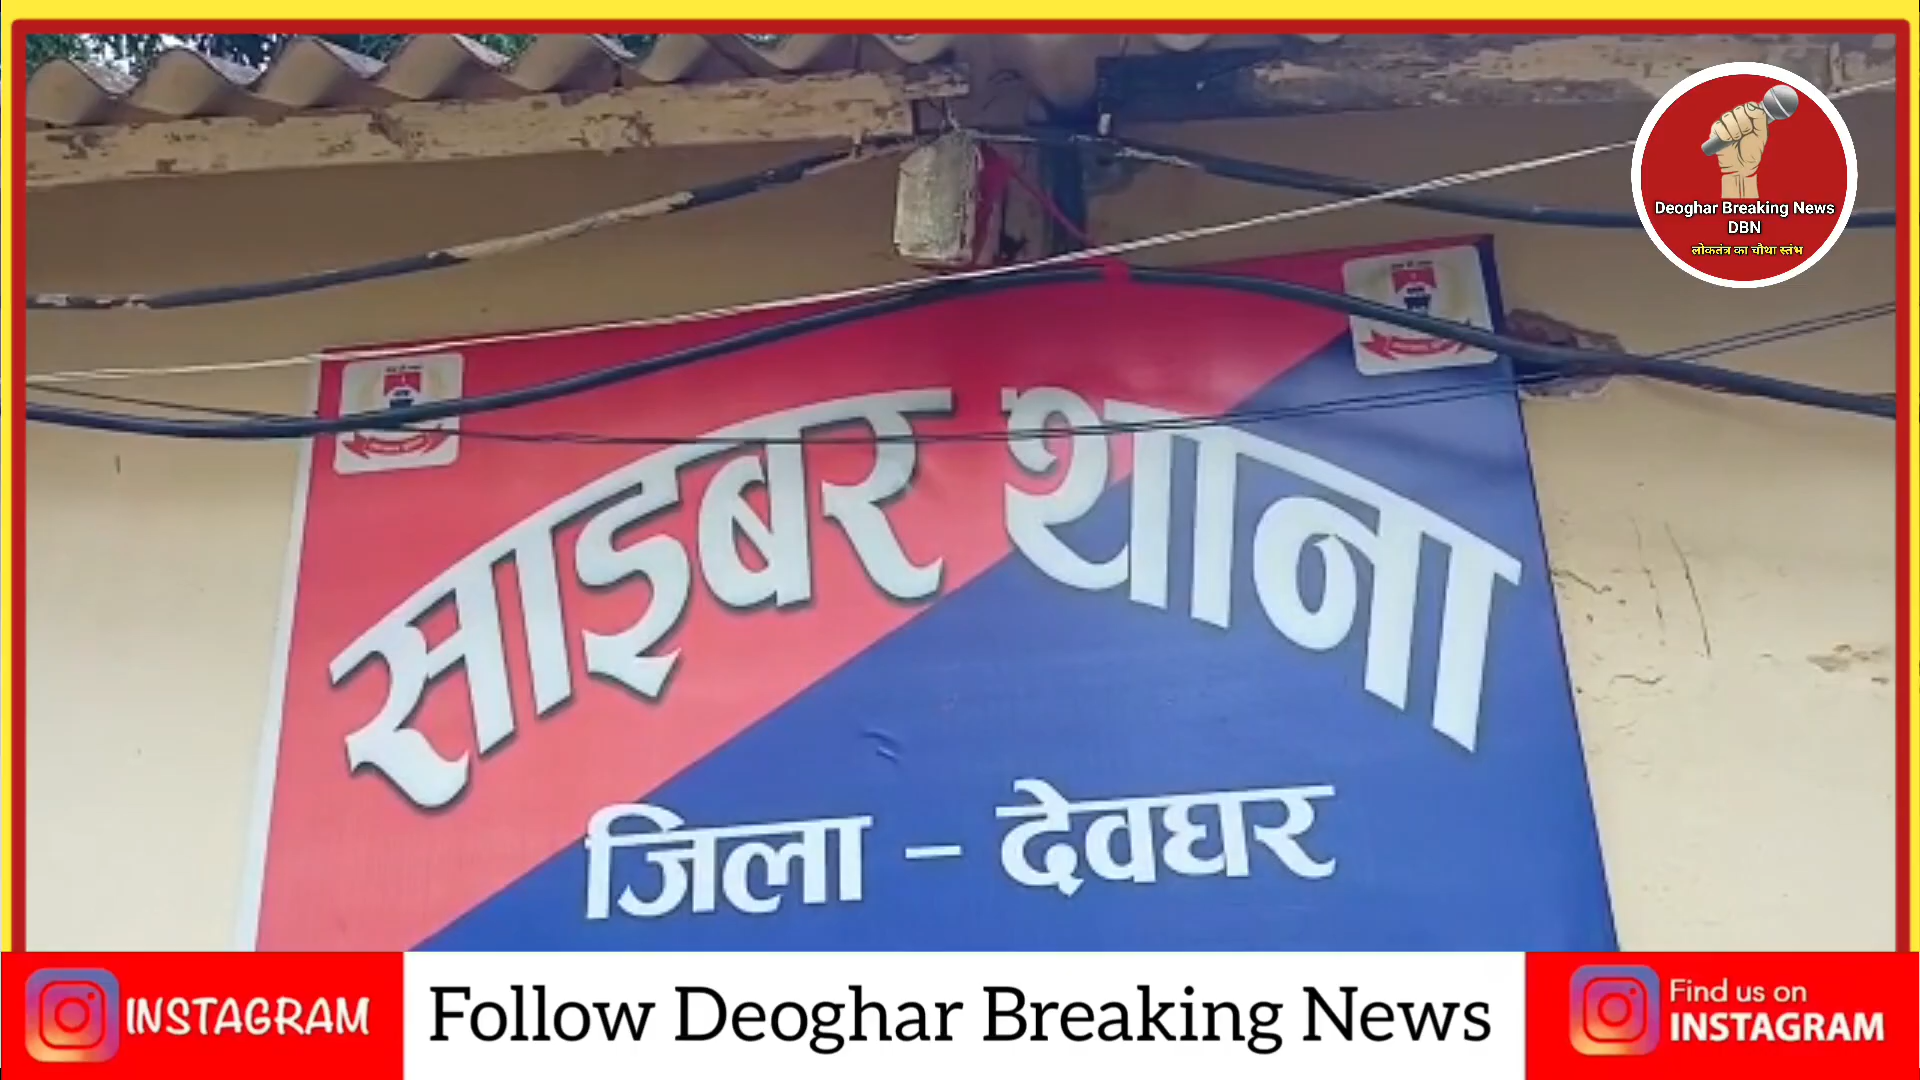 Deoghar Breaking News
DBN
लोकतंत्र का चौथा स्तंभ
साइबर थाना
जिला – देवघर
INSTAGRAM
Follow Deoghar Breaking News
Find us on
INSTAGRAM